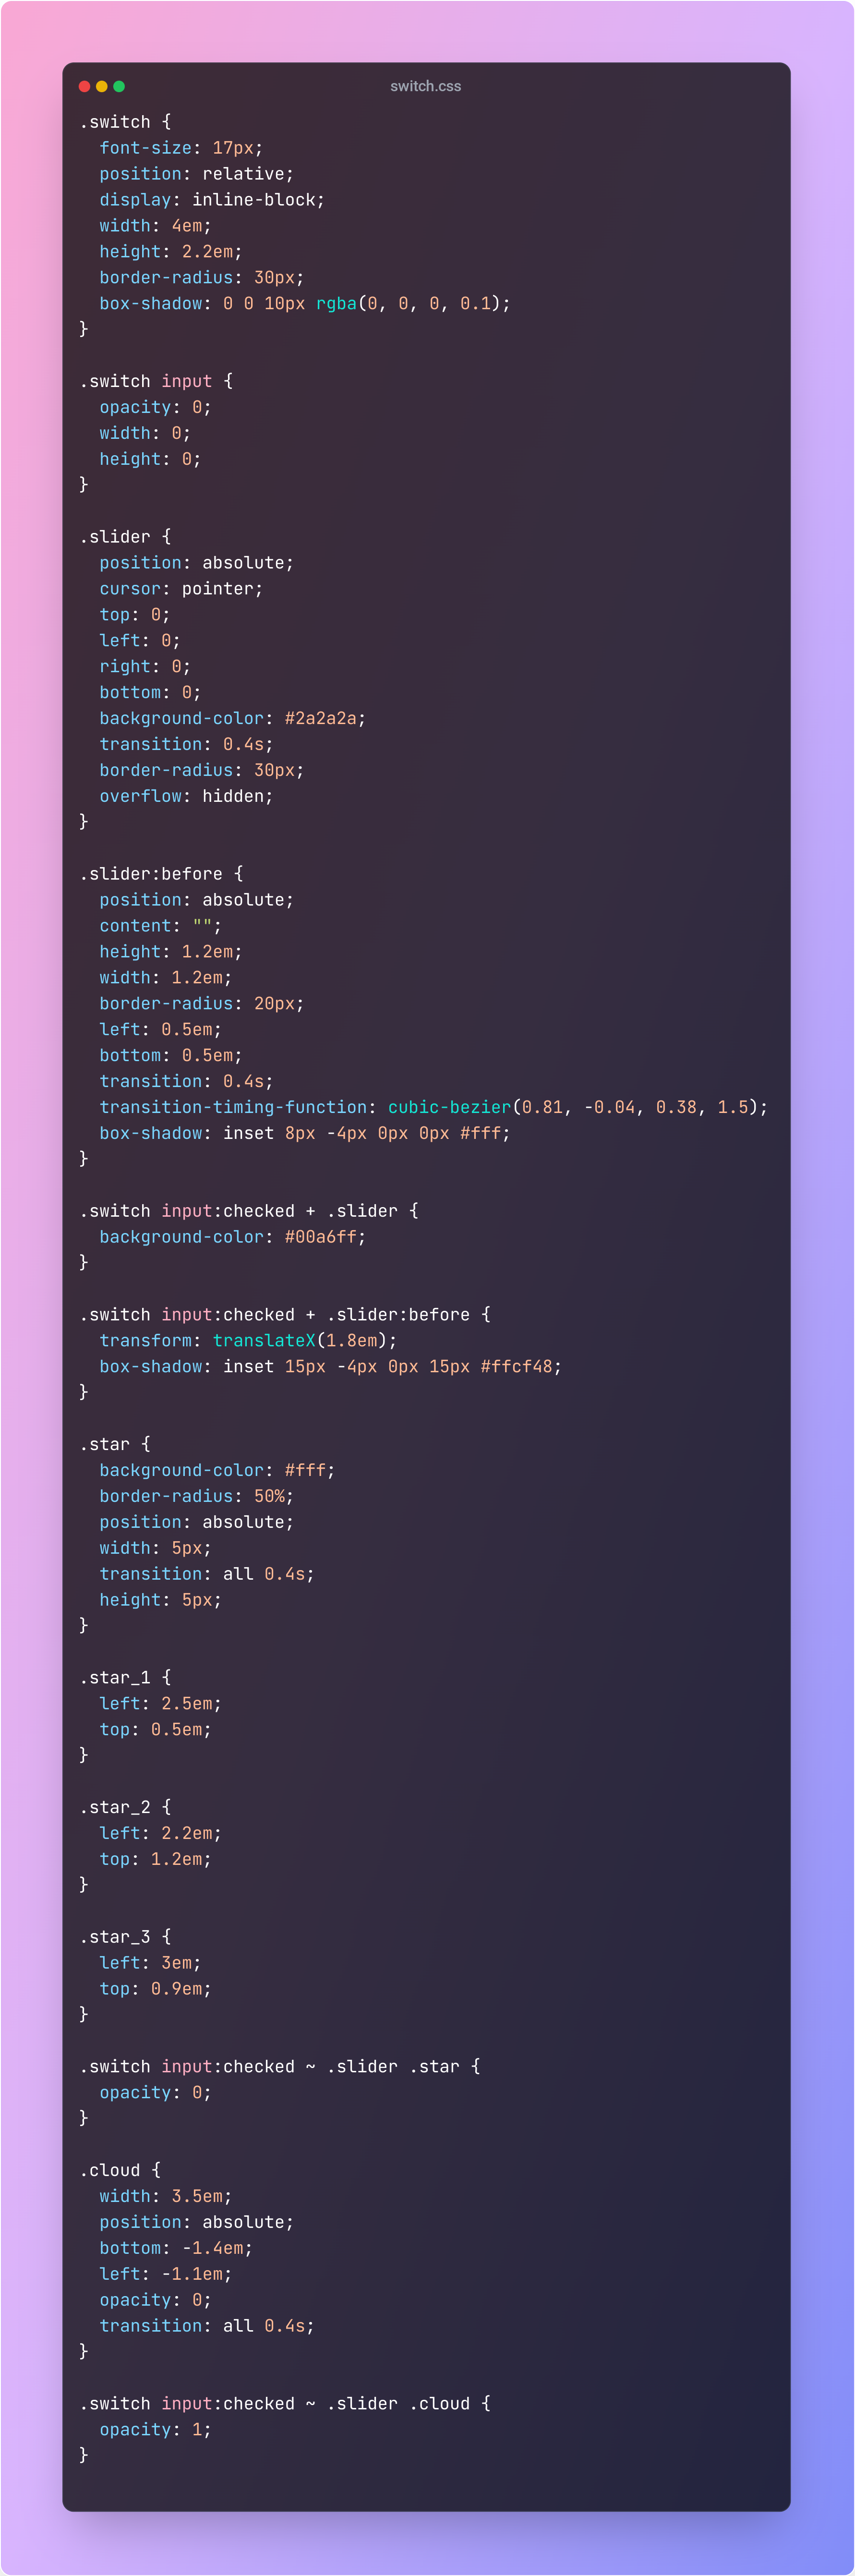 switch.css
.switch {
  font-size: 17px;
  position: relative;
  display: inline-block;
  width: 4em;
  height: 2.2em;
  border-radius: 30px;
  box-shadow: 0 0 10px rgba(0, 0, 0, 0.1);
}

.switch input {
  opacity: 0;
  width: 0;
  height: 0;
}

.slider {
  position: absolute;
  cursor: pointer;
  top: 0;
  left: 0;
  right: 0;
  bottom: 0;
  background-color: #2a2a2a;
  transition: 0.4s;
  border-radius: 30px;
  overflow: hidden;
}

.slider:before {
  position: absolute;
  content: "";
  height: 1.2em;
  width: 1.2em;
  border-radius: 20px;
  left: 0.5em;
  bottom: 0.5em;
  transition: 0.4s;
  transition-timing-function: cubic-bezier(0.81, -0.04, 0.38, 1.5);
  box-shadow: inset 8px -4px 0px 0px #fff;
}

.switch input:checked + .slider {
  background-color: #00a6ff;
}

.switch input:checked + .slider:before {
  transform: translateX(1.8em);
  box-shadow: inset 15px -4px 0px 15px #ffcf48;
}

.star {
  background-color: #fff;
  border-radius: 50%;
  position: absolute;
  width: 5px;
  transition: all 0.4s;
  height: 5px;
}

.star_1 {
  left: 2.5em;
  top: 0.5em;
}

.star_2 {
  left: 2.2em;
  top: 1.2em;
}

.star_3 {
  left: 3em;
  top: 0.9em;
}

.switch input:checked ~ .slider .star {
  opacity: 0;
}

.cloud {
  width: 3.5em;
  position: absolute;
  bottom: -1.4em;
  left: -1.1em;
  opacity: 0;
  transition: all 0.4s;
}

.switch input:checked ~ .slider .cloud {
  opacity: 1;
}